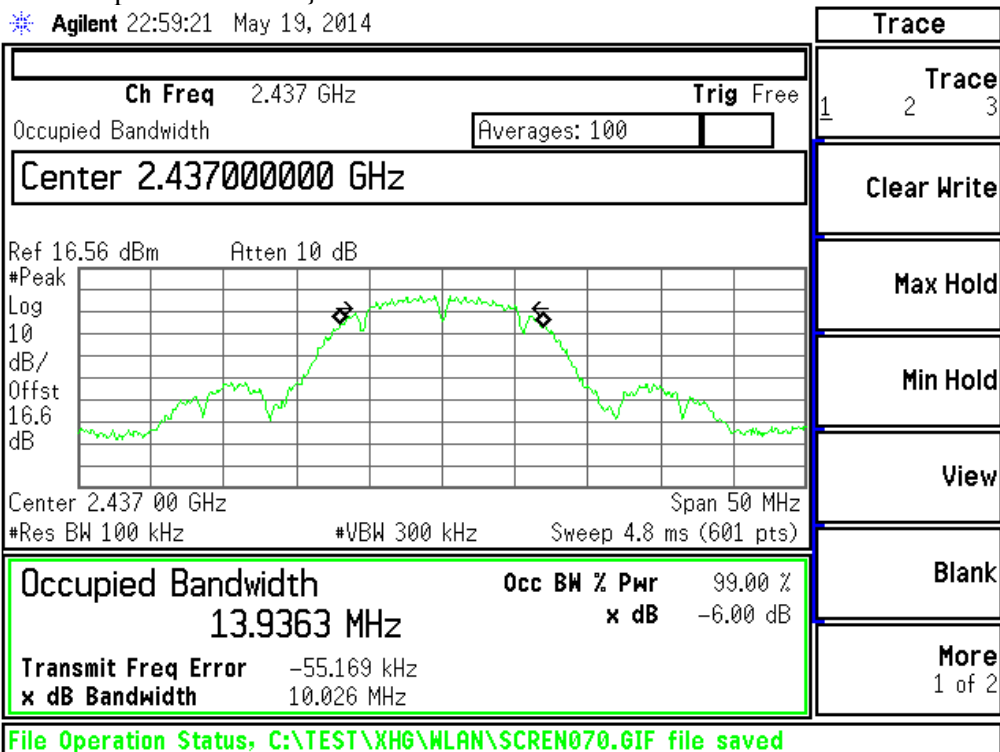 Agilent 22:59:21 May 19, 2014
Trace
Ch Freq 2.437 GHz Trig Free
Occupied Bandwidth Averages: 100
Center 2.437000000 GHz
Ref 16.56 dBm Atten 10 dB
#Peak
Log
10
dB/
Offst
16.6
dB
Center 2.437 00 GHz Span 50 MHz
#Res BW 100 kHz #VBW 300 kHz Sweep 4.8 ms (601 pts)
Occupied Bandwidth Occ BW % Pwr 99.00 %
13.9363 MHz x dB -6.00 dB
Transmit Freq Error -55.169 kHz
x dB Bandwidth 10.026 MHz
File Operation Status, C:\TEST\XHG\WLAN\SCREN070.GIF file saved
Trace
1 2 3
Clear Write
Max Hold
Min Hold
View
Blank
More
1 of 2